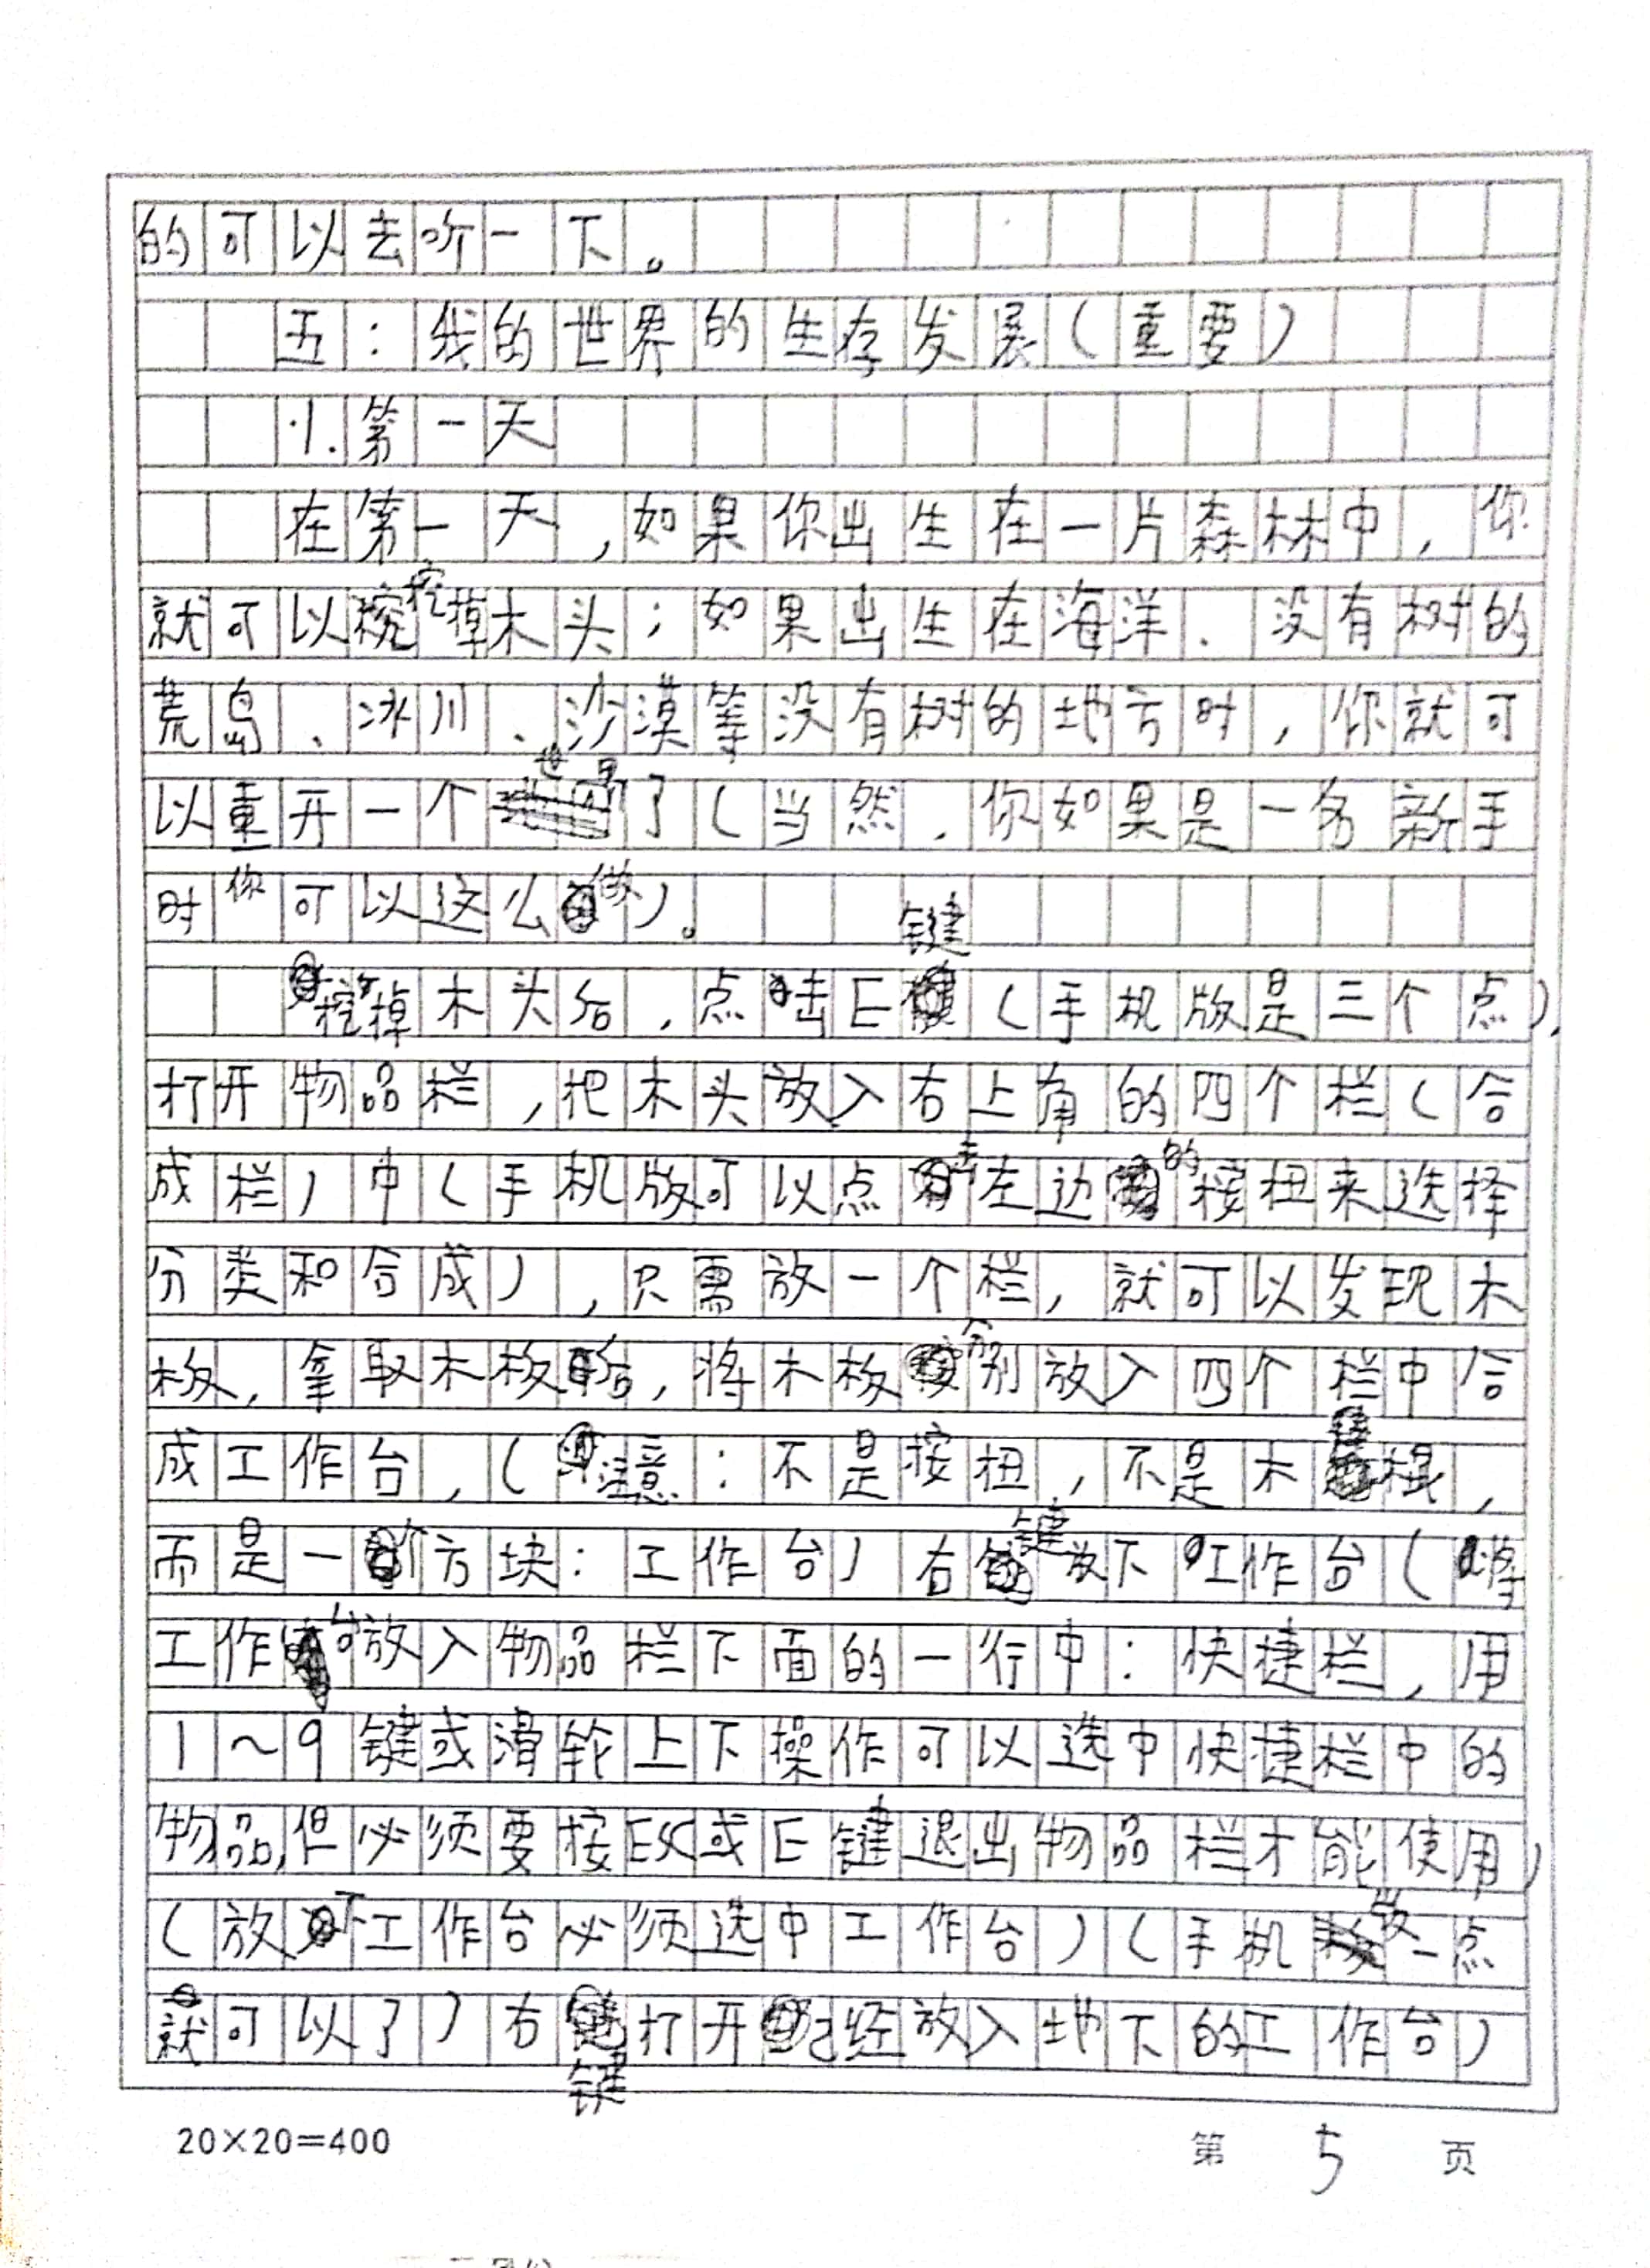 的可以去听一下。
五：我的世界的生存发展（重要）
1.第一天
在第一天，如果你出生在一片森林中，你
就可以挖掉木头；如果出生在海洋、没有树的
荒岛、冰川、沙漠等没有树的地方时，你就可
以重开一个世界了（当然，你如果是一名新手
时你可以这么做）。
挖掉木头后，点击E键（手机版是三个点），
打开物品栏，把木头放入右上角的四个栏（合
成栏）中（手机版可以点击左边的按扭来选择
分类和合成），只需放一个栏，就可以发现木
板，拿取木板后，将木板分别放入四个栏中合
成工作台，（注意：不是按扭，不是木棍，
而是一个方块：工作台）右键放下工作台（将
工作台放入物品栏下面的一行中：快捷栏，用
1～9键或滑轮上下操作可以选中快捷栏中的
物品，但必须要按ESC或E键退出物品栏才能使用）
（放下工作台必须选中工作台）（手机版一点
就可以了）右键打开已经放入地下的工作台）
20×20=400
第5页